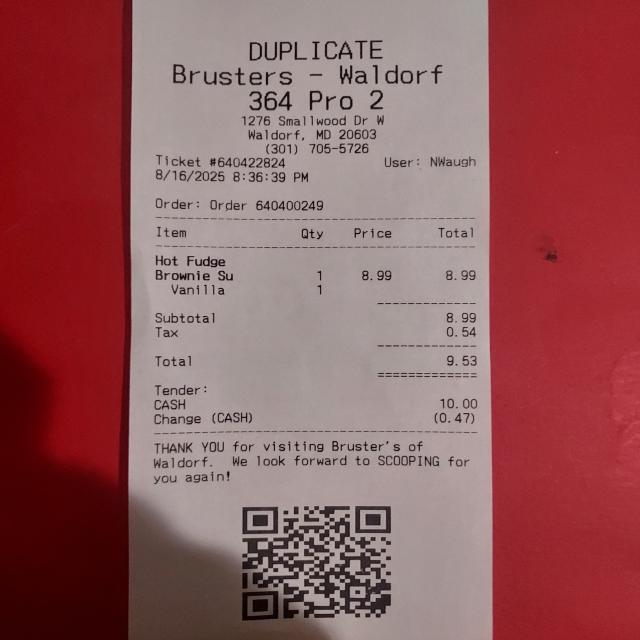 DUPLICATE
Brusters - Waldorf
364 Pro 2
1276 Smallwood Dr W
Waldorf, MD 20603
(301) 705-5726
Ticket #640422824 User: NWaugh
8/16/2025 8:36:39 PM
Order: Order 640400249
Item Qty Price Total
Hot Fudge
Brownie Su 1 8.99 8.99
Vanilla 1
Subtotal 8.99
Tax 0.54
Total 9.53
Tender:
CASH 10.00
Change (CASH) (0.47)
THANK YOU for visiting Bruster's of
Waldorf. We look forward to SCOOPING for
you again!